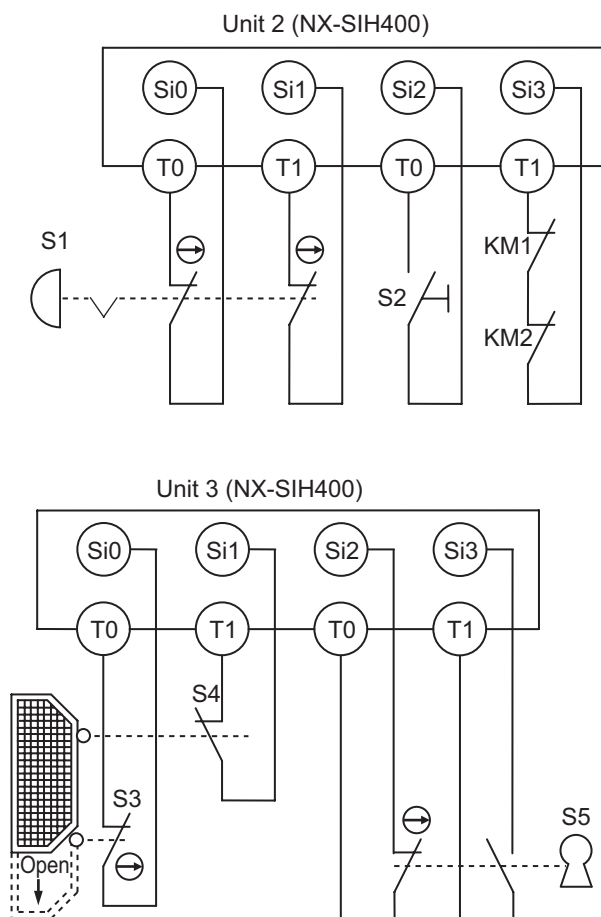 Unit 2 (NX-SIH400)
Si0 Si1 Si2 Si3
T0 T1 T0 T1
S1
KM1
S2
KM2
Unit 3 (NX-SIH400)
Si0 Si1 Si2 Si3
T0 T1 T0 T1
S4
S3
S5
Open